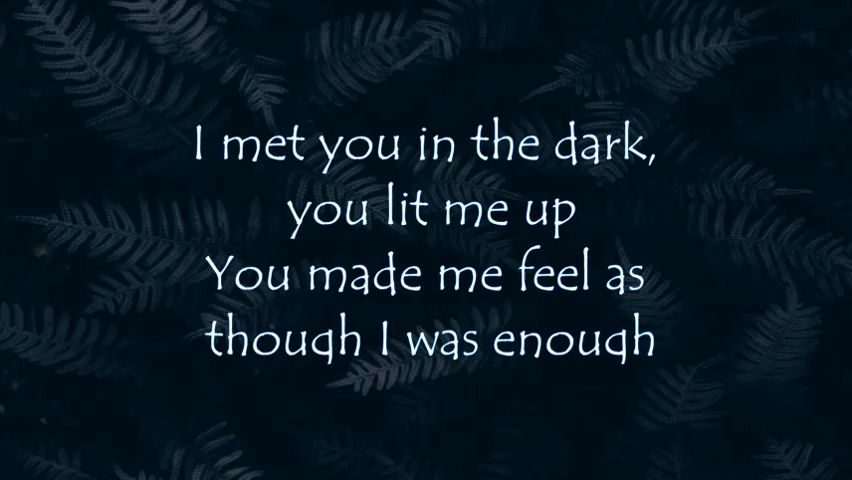 I met you in the dark,
you lit me up
You made me feel as
though I was enough